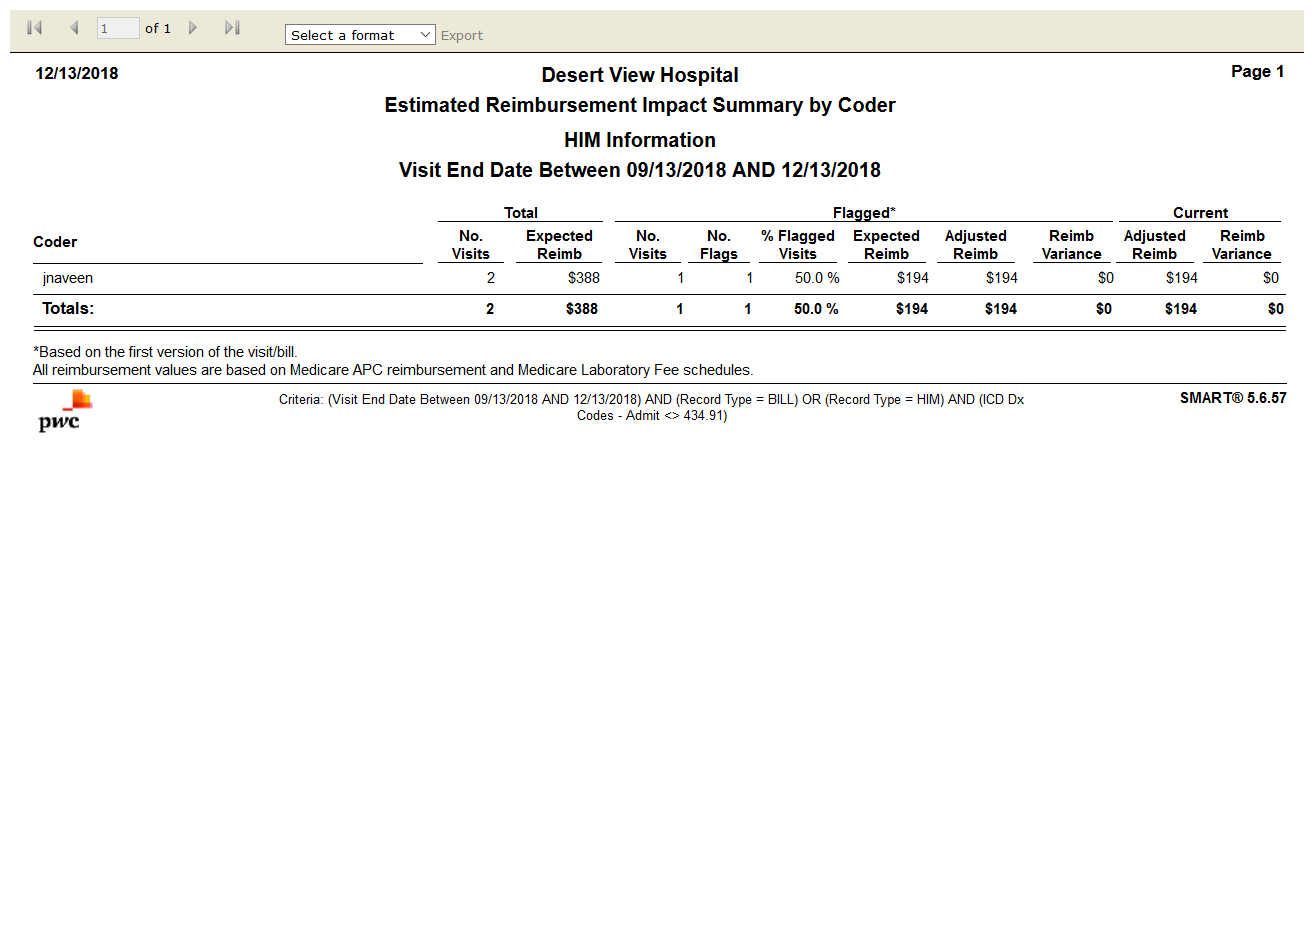 1 of 1 Select a format Export
12/13/2018 Desert View Hospital Page 1
Estimated Reimbursement Impact Summary by Coder
HIM Information
Visit End Date Between 09/13/2018 AND 12/13/2018
Total Flagged* Current
Coder No. Visits Expected Reimb No. Visits No. Flags % Flagged Visits Expected Reimb Adjusted Reimb Reimb Variance Adjusted Reimb Reimb Variance
jnaveen 2 $388 1 1 50.0 % $194 $194 $0 $194 $0
Totals: 2 $388 1 1 50.0 % $194 $194 $0 $194 $0
*Based on the first version of the visit/bill.
All reimbursement values are based on Medicare APC reimbursement and Medicare Laboratory Fee schedules.
pwc
Criteria: (Visit End Date Between 09/13/2018 AND 12/13/2018) AND (Record Type = BILL) OR (Record Type = HIM) AND (ICD Dx
Codes - Admit <> 434.91)
SMART® 5.6.57